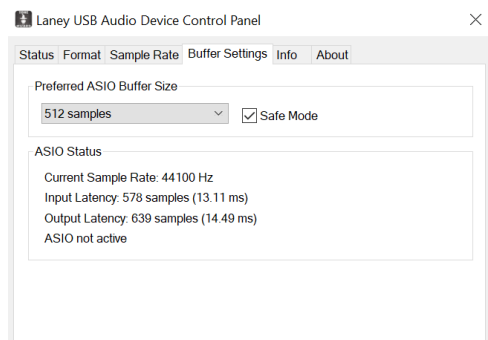 Laney USB Audio Device Control Panel
Status Format Sample Rate Buffer Settings Info About
Preferred ASIO Buffer Size
512 samples Safe Mode
ASIO Status
Current Sample Rate: 44100 Hz
Input Latency: 578 samples (13.11 ms)
Output Latency: 639 samples (14.49 ms)
ASIO not active